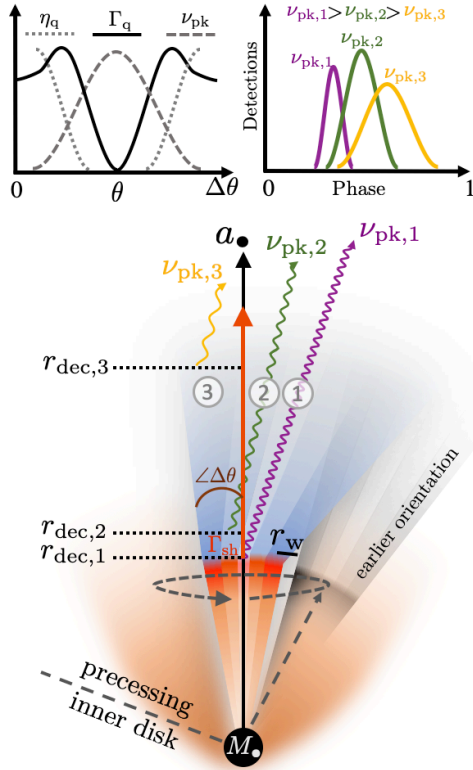 η_q Γ_q ν_pk
0 θ Δθ
ν_pk,1 > ν_pk,2 > ν_pk,3
ν_pk,2
ν_pk,1
ν_pk,3
Detections
0 Phase 1
a_•
ν_pk,1
ν_pk,2
ν_pk,3
r_dec,3
3 2 1
∠Δθ
r_dec,2
Γ_sh
r_w
r_dec,1
earlier orientation
precessing
inner disk
M_•